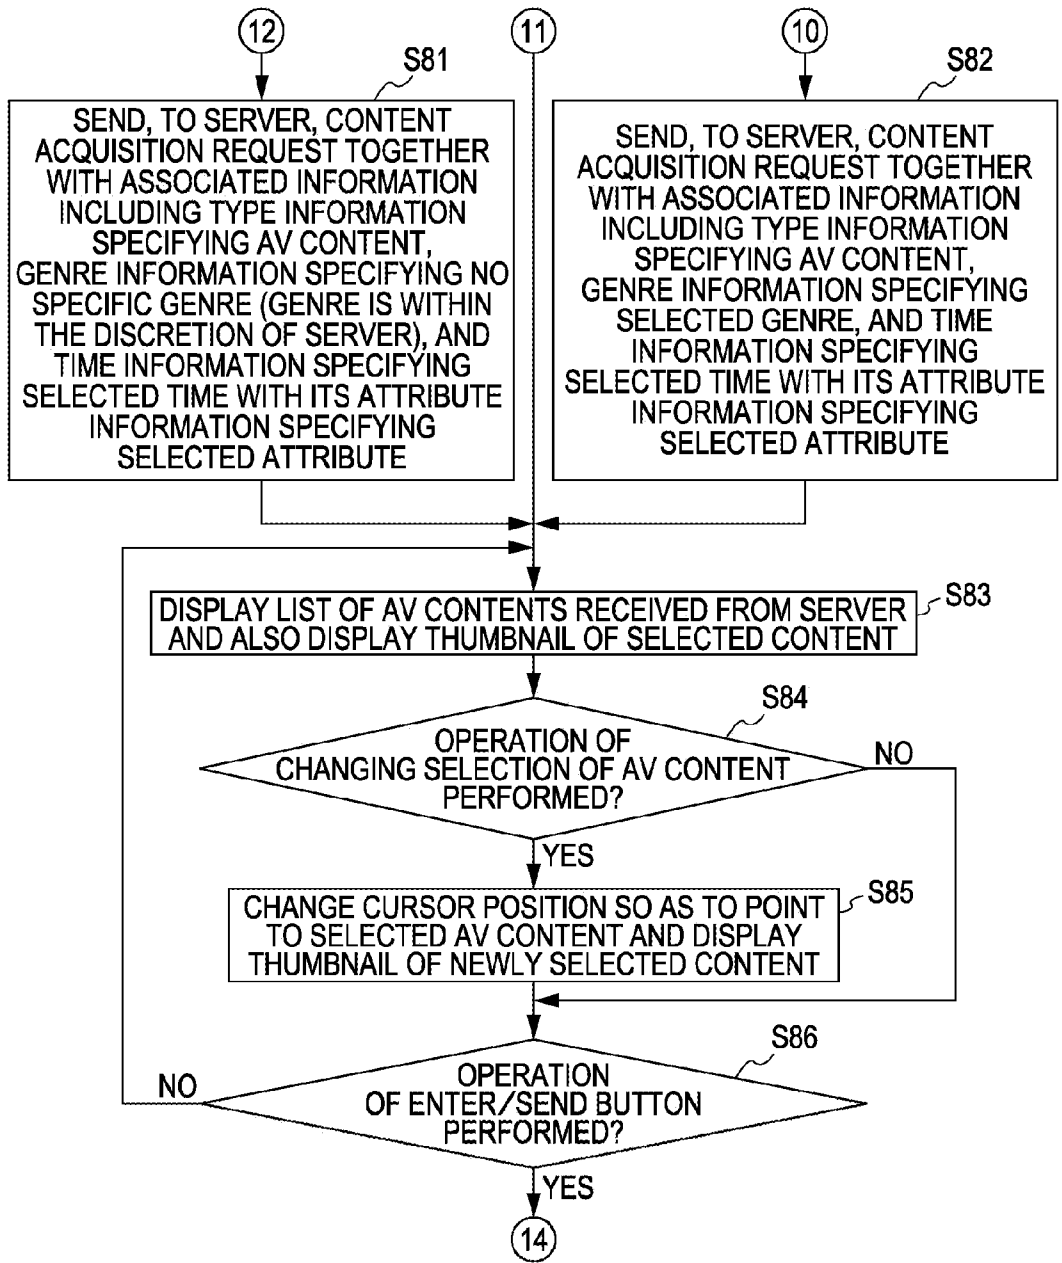 12
11
10
S81
SEND, TO SERVER, CONTENT
ACQUISITION REQUEST TOGETHER
WITH ASSOCIATED INFORMATION
INCLUDING TYPE INFORMATION
SPECIFYING AV CONTENT,
GENRE INFORMATION SPECIFYING NO
SPECIFIC GENRE (GENRE IS WITHIN
THE DISCRETION OF SERVER), AND
TIME INFORMATION SPECIFYING
SELECTED TIME WITH ITS ATTRIBUTE
INFORMATION SPECIFYING
SELECTED ATTRIBUTE
S82
SEND, TO SERVER, CONTENT
ACQUISITION REQUEST TOGETHER
WITH ASSOCIATED INFORMATION
INCLUDING TYPE INFORMATION
SPECIFYING AV CONTENT,
GENRE INFORMATION SPECIFYING
SELECTED GENRE, AND TIME
INFORMATION SPECIFYING
SELECTED TIME WITH ITS ATTRIBUTE
INFORMATION SPECIFYING
SELECTED ATTRIBUTE
S83
DISPLAY LIST OF AV CONTENTS RECEIVED FROM SERVER
AND ALSO DISPLAY THUMBNAIL OF SELECTED CONTENT
S84
OPERATION OF
CHANGING SELECTION OF AV CONTENT
PERFORMED?
NO
YES
S85
CHANGE CURSOR POSITION SO AS TO POINT
TO SELECTED AV CONTENT AND DISPLAY
THUMBNAIL OF NEWLY SELECTED CONTENT
S86
OPERATION
OF ENTER/SEND BUTTON
PERFORMED?
NO
YES
14